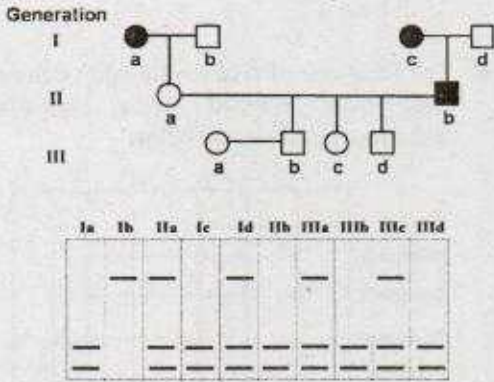 Generation
I
a b c d
II
a b
III
a b c d
Ia Ib IIa Ic Id IIb IIIa IIIb IIIc IIId